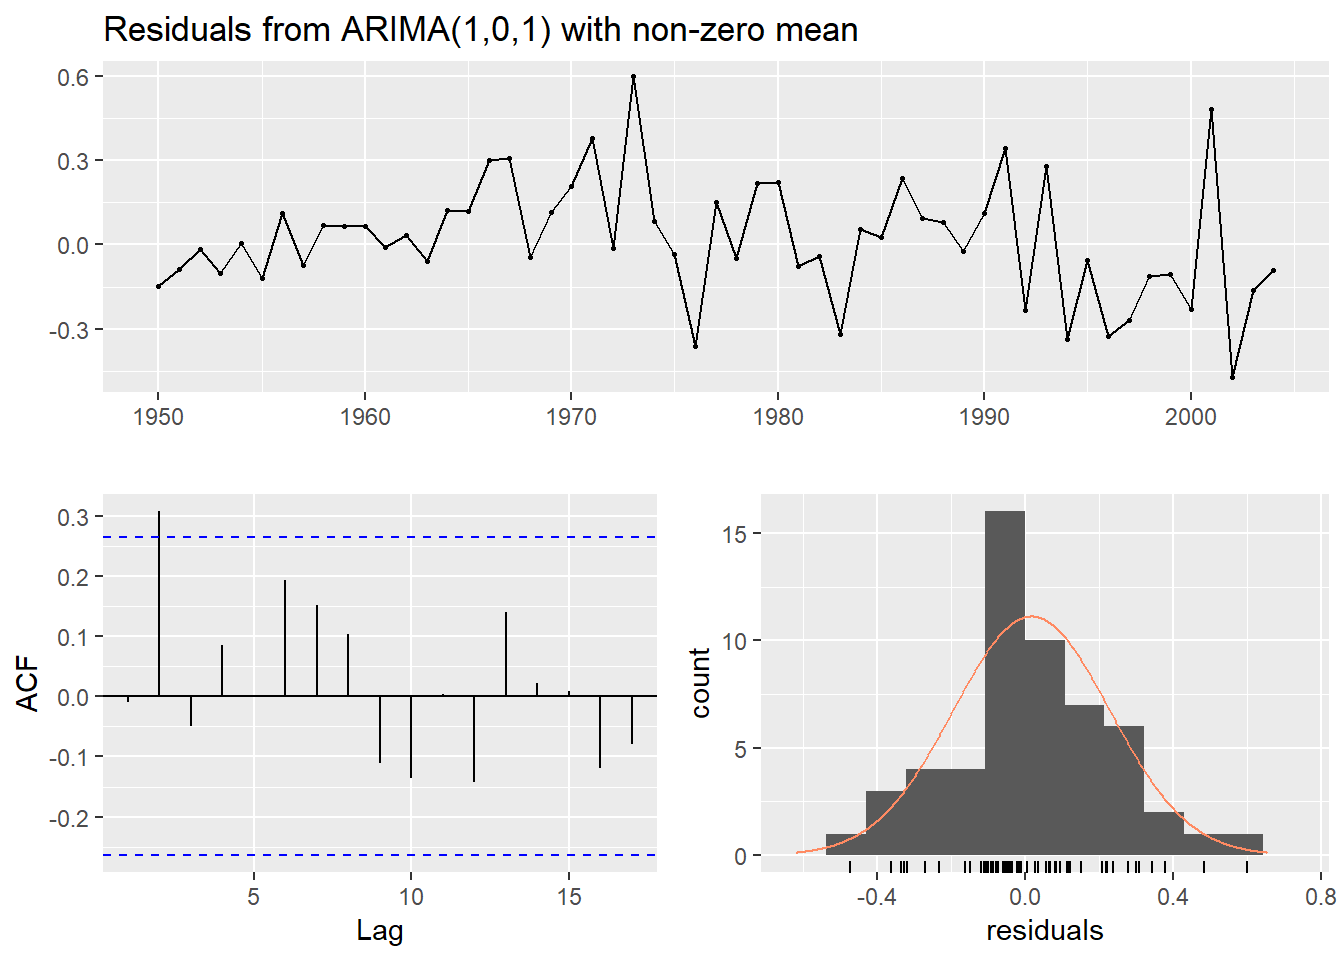 Residuals from ARIMA(1,0,1) with non-zero mean
0.6
0.3
0.0
-0.3
1950 1960 1970 1980 1990 2000
ACF
0.3
0.2
0.1
0.0
-0.1
-0.2
5 10 15
Lag
count
15
10
5
0
-0.4 0.0 0.4 0.8
residuals